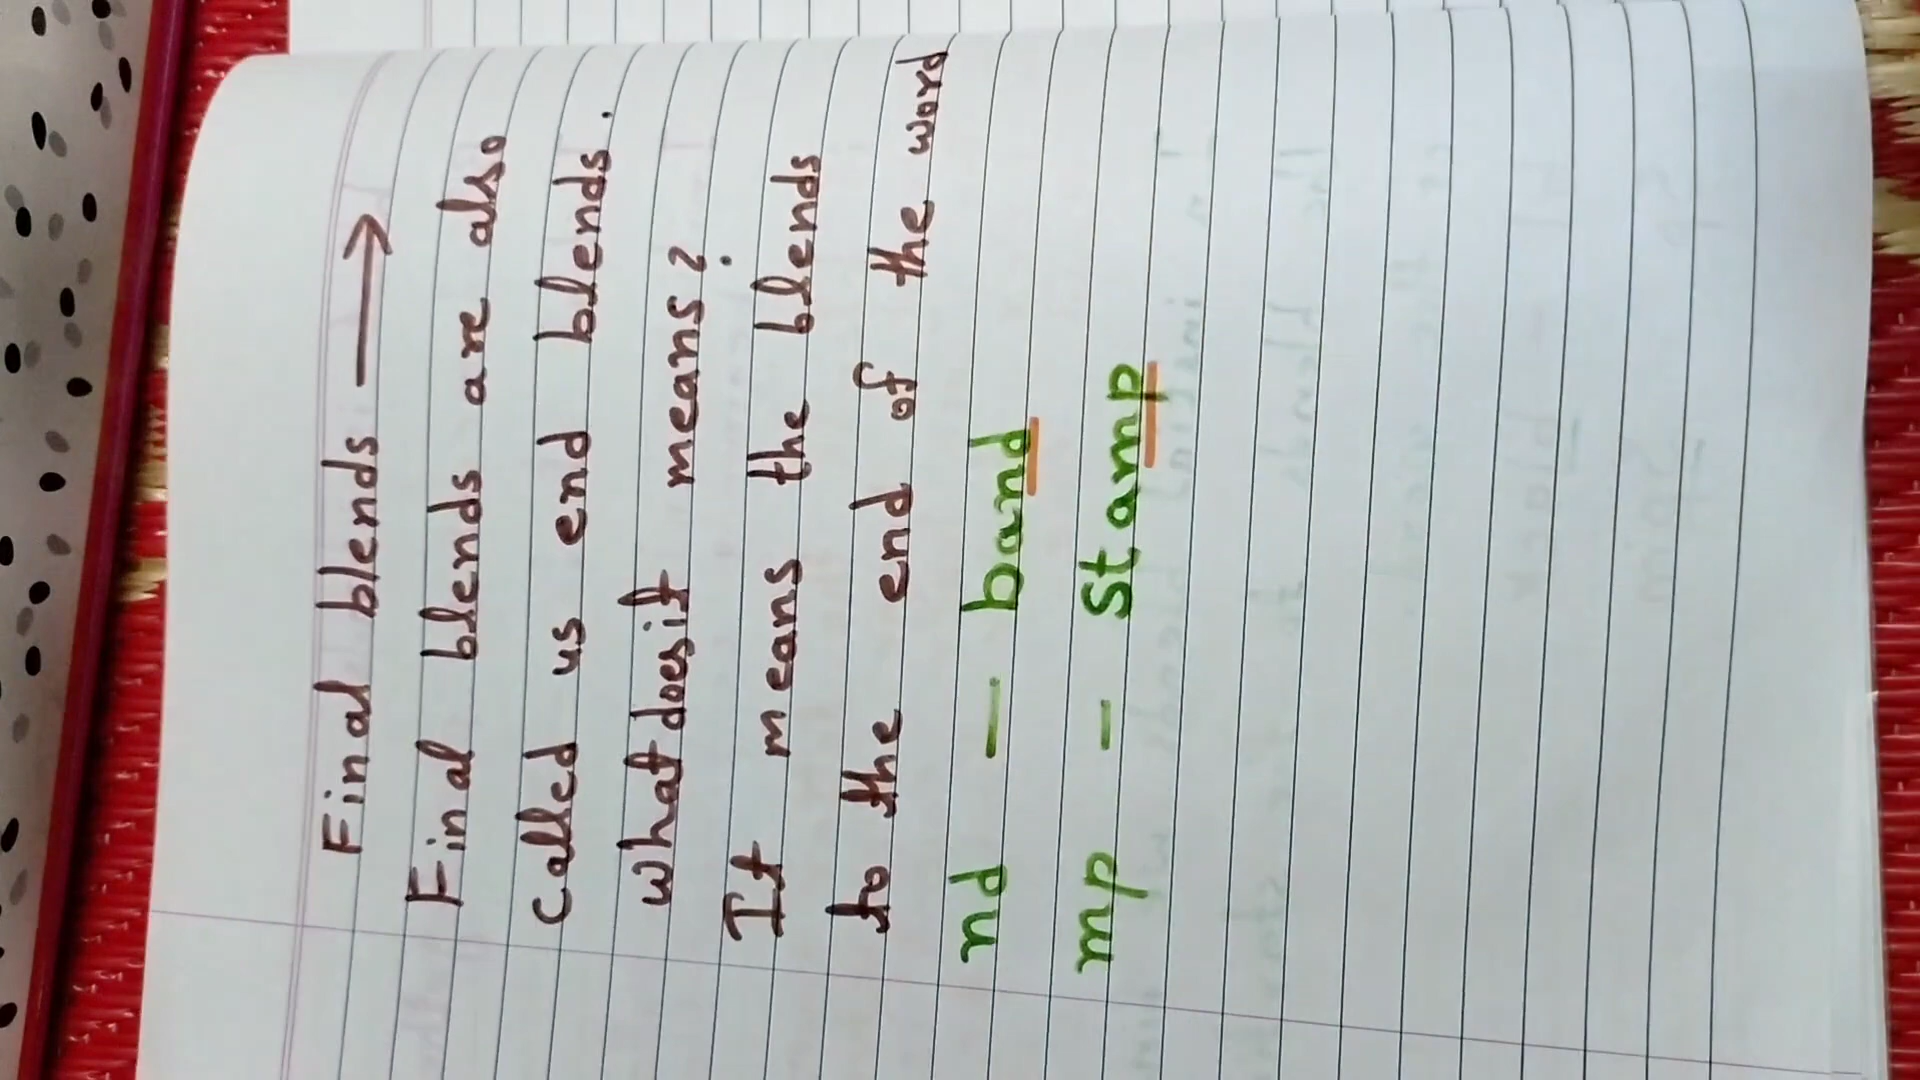 Final blends →
Final blends are also
Called us end blends.
what does it means?
It means the blends
to the end of the word
nd — band
mp - Stamp